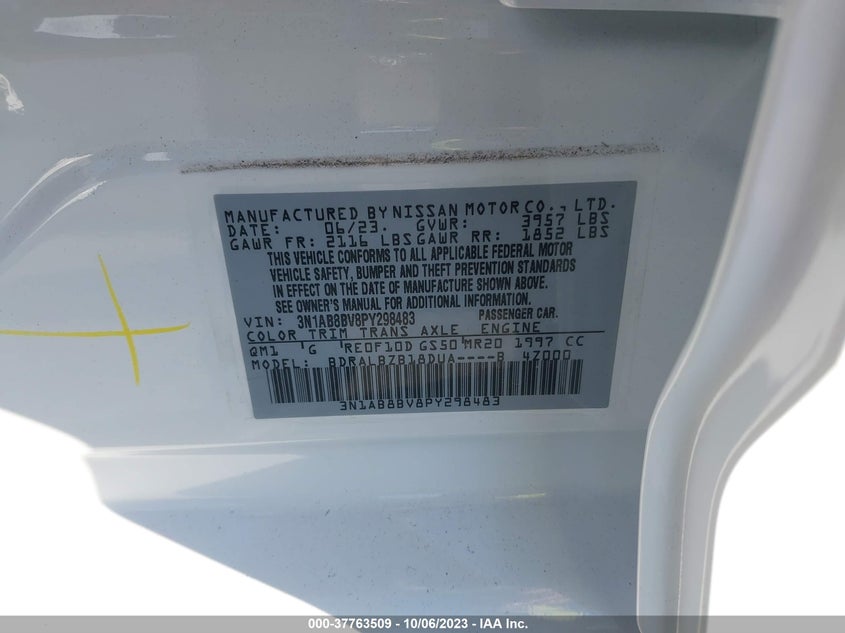 MANUFACTURED BY NISSAN MOTOR CO., LTD.
DATE: 06/23. GVWR: 3957 LBS
GAWR FR: 2116 LBS GAWR RR: 1852 LBS
THIS VEHICLE CONFORMS TO ALL APPLICABLE FEDERAL MOTOR
VEHICLE SAFETY, BUMPER AND THEFT PREVENTION STANDARDS
IN EFFECT ON THE DATE OF MANUFACTURE SHOWN ABOVE.
SEE OWNER'S MANUAL FOR ADDITIONAL INFORMATION.
VIN: 3N1AB8BV8PY298483 PASSENGER CAR.
COLOR TRIM TRANS AXLE ENGINE
QM1 G RE0F10D GS50 MR20 1997 CC
MODEL: BDRALBZB18DUA----B 4Z000
3N1AB8BV8PY298483
000-37763509 - 10/06/2023 - IAA Inc.